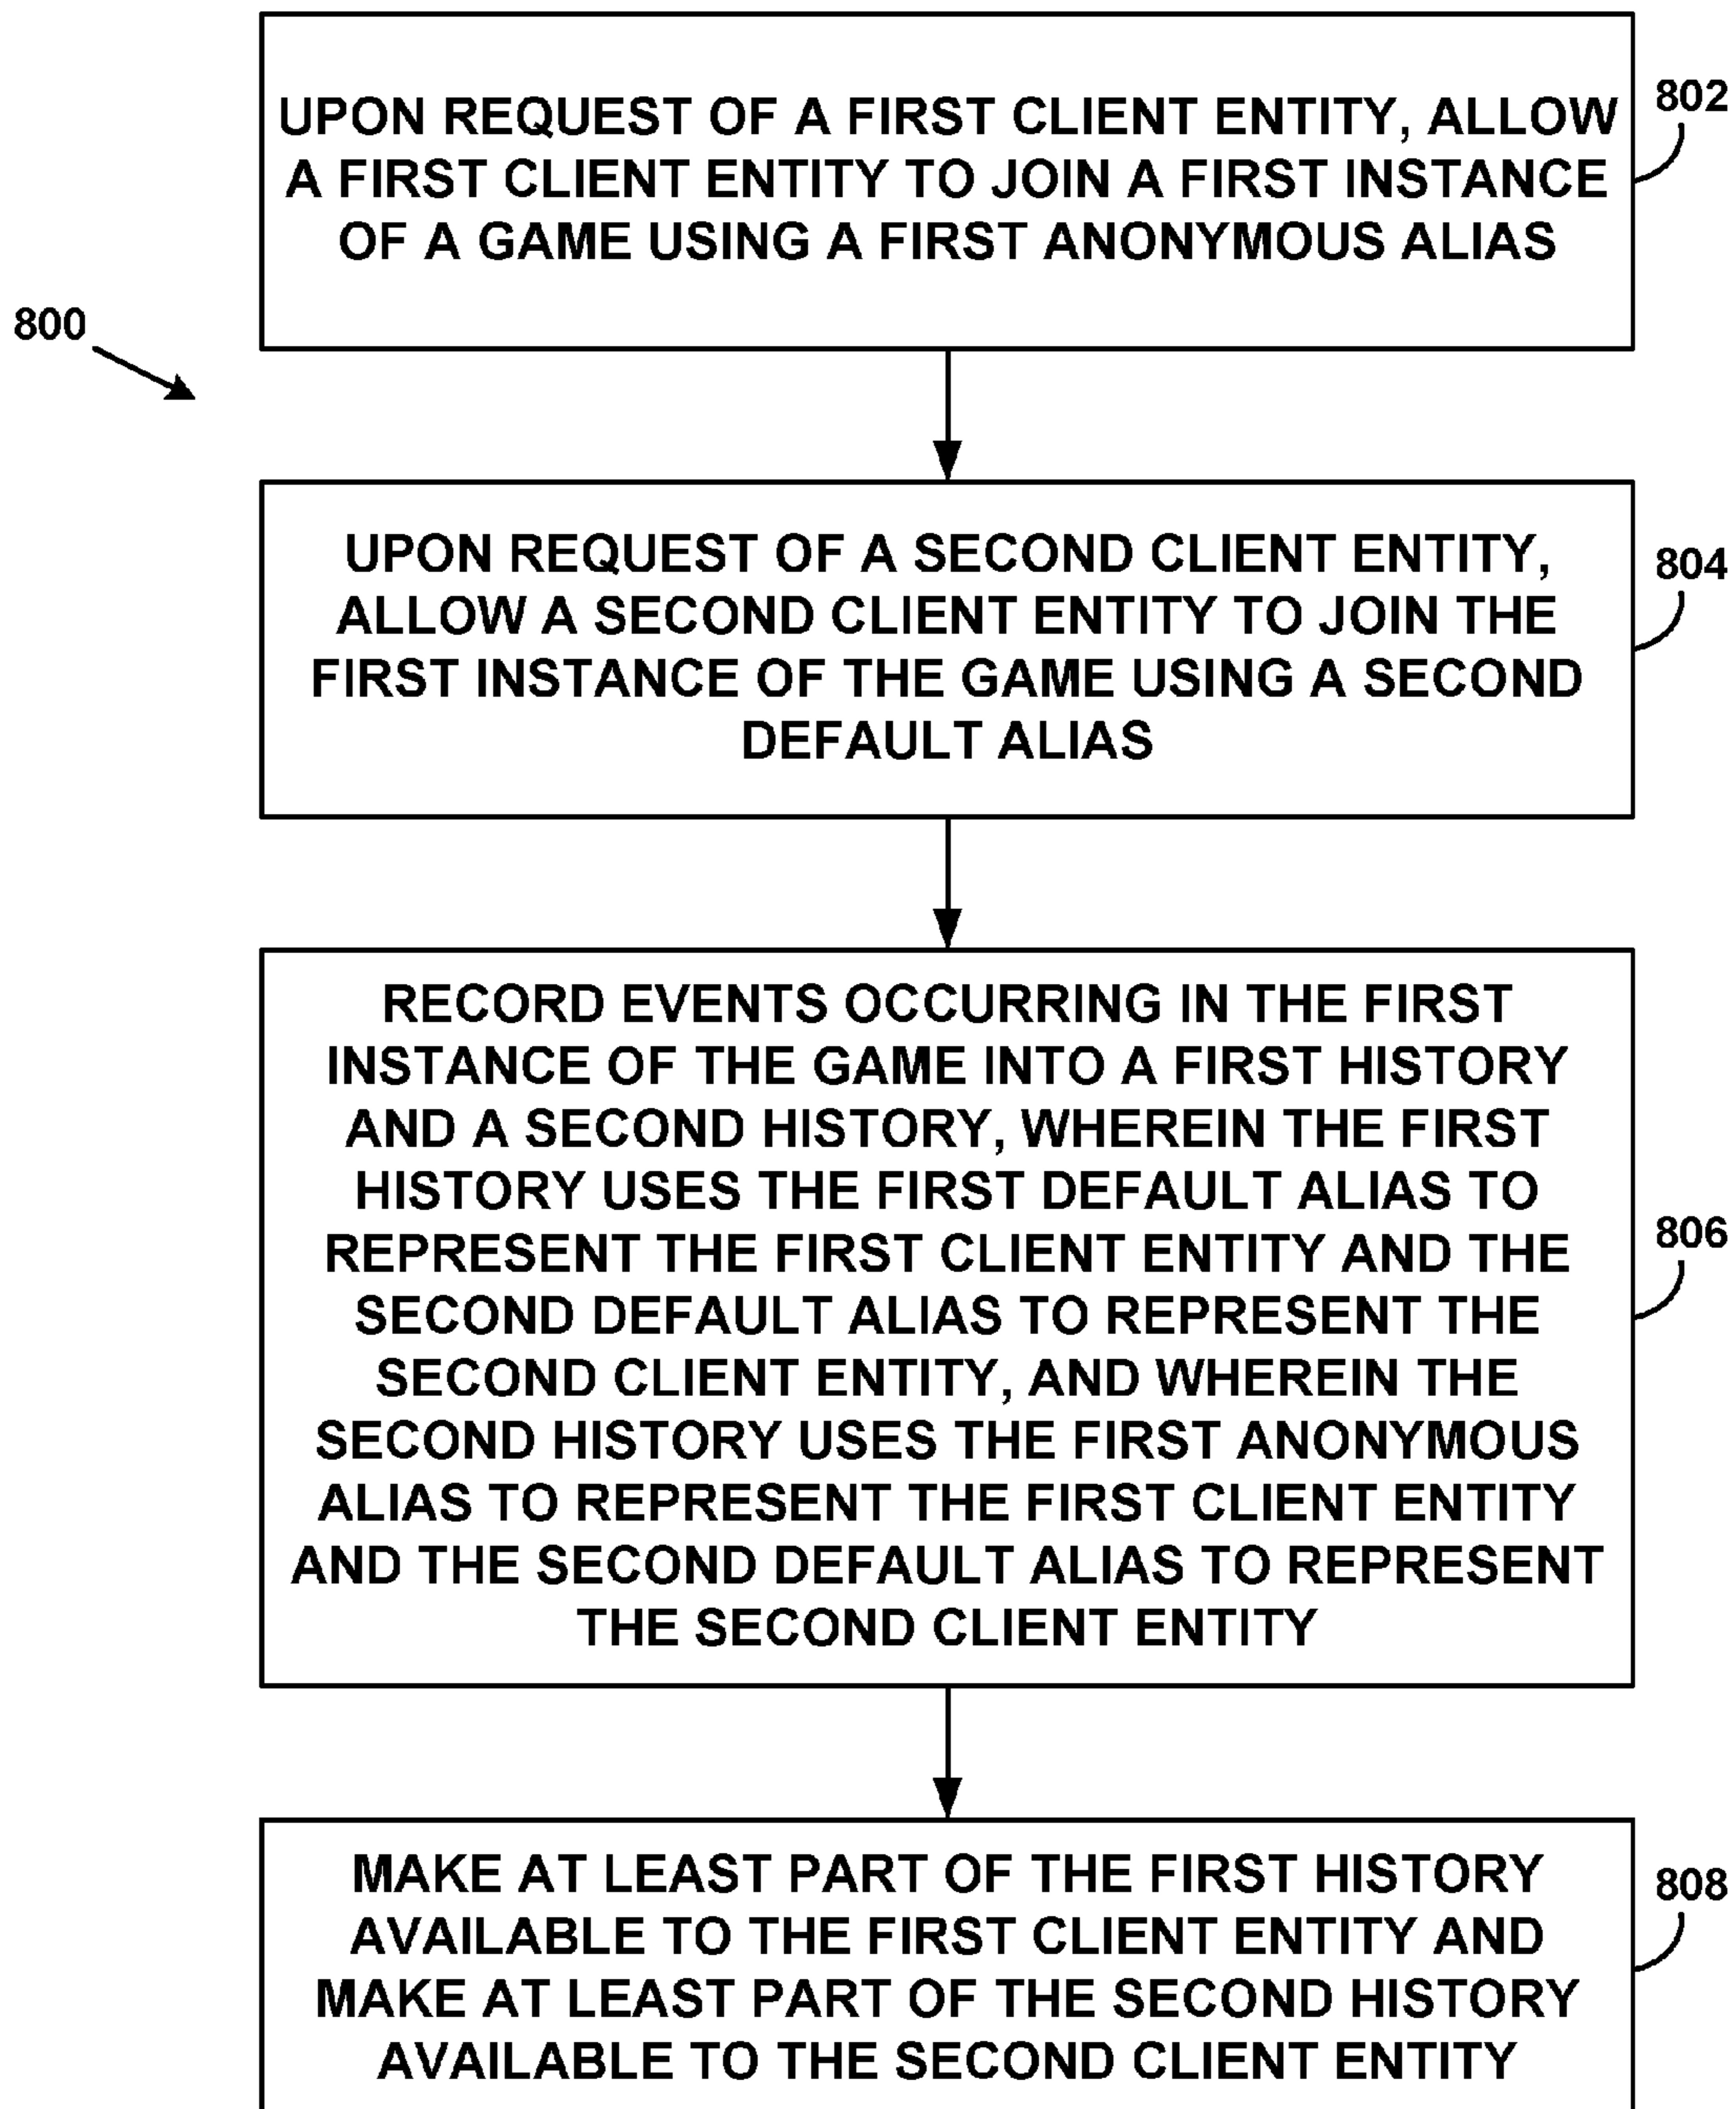 UPON REQUEST OF A FIRST CLIENT ENTITY, ALLOW
A FIRST CLIENT ENTITY TO JOIN A FIRST INSTANCE
OF A GAME USING A FIRST ANONYMOUS ALIAS
802
800
UPON REQUEST OF A SECOND CLIENT ENTITY,
ALLOW A SECOND CLIENT ENTITY TO JOIN THE
FIRST INSTANCE OF THE GAME USING A SECOND
DEFAULT ALIAS
804
RECORD EVENTS OCCURRING IN THE FIRST
INSTANCE OF THE GAME INTO A FIRST HISTORY
AND A SECOND HISTORY, WHEREIN THE FIRST
HISTORY USES THE FIRST DEFAULT ALIAS TO
REPRESENT THE FIRST CLIENT ENTITY AND THE
SECOND DEFAULT ALIAS TO REPRESENT THE
SECOND CLIENT ENTITY, AND WHEREIN THE
SECOND HISTORY USES THE FIRST ANONYMOUS
ALIAS TO REPRESENT THE FIRST CLIENT ENTITY
AND THE SECOND DEFAULT ALIAS TO REPRESENT
THE SECOND CLIENT ENTITY
806
MAKE AT LEAST PART OF THE FIRST HISTORY
AVAILABLE TO THE FIRST CLIENT ENTITY AND
MAKE AT LEAST PART OF THE SECOND HISTORY
AVAILABLE TO THE SECOND CLIENT ENTITY
808